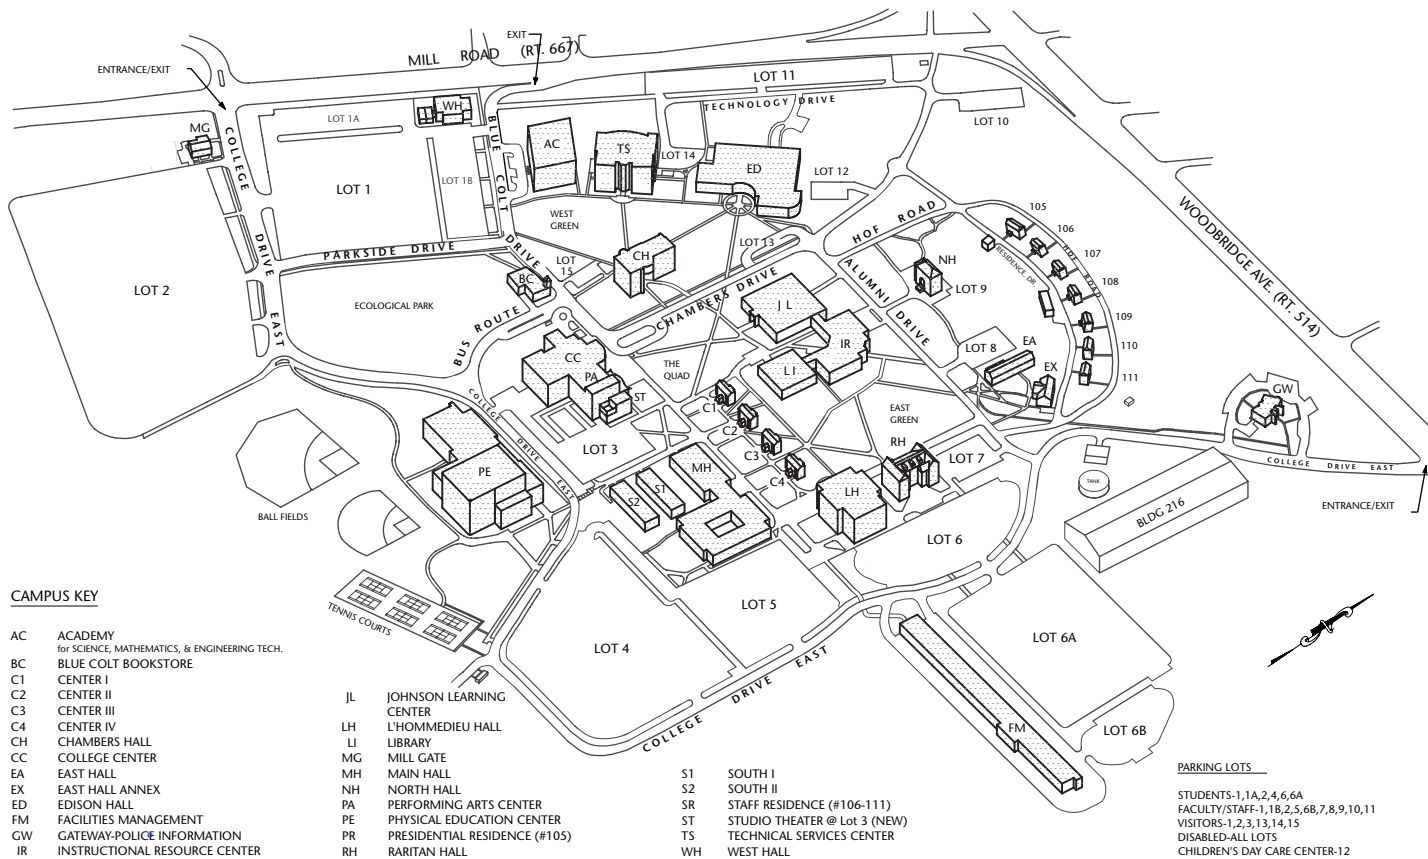 EXIT
MILL ROAD (RT. 667)
ENTRANCE/EXIT
LOT 11
TECHNOLOGY DRIVE
WH
LOT 1A
LOT 10
MG
COLLEGE DRIVE EAST
BLUE COLT DRIVE
AC
TS
LOT 14
ED
LOT 12
LOT 1
LOT 1B
WEST
GREEN
HOF ROAD
105
106
107
108
109
110
111
HOF ROAD
RESIDENCE, DR.
WOODBRIDGE AVE. (RT. 514)
PARKSIDE DRIVE
LOT 13
CH
LOT
15
BC
NH
LOT 9
ALUMNI DRIVE
LOT 2
ECOLOGICAL PARK
BUS ROUTE
CHAMBERS DRIVE
J L
IR
L I
LOT 8
EA
EX
CC
PA
ST
THE
QUAD
C1
C2
C3
C4
EAST
GREEN
GW
COLLEGE DRIVE EAST
LOT 3
RH
LOT 7
COLLEGE DRIVE EAST
PE
MH
S1
S2
LH
TANK
BLDG 216
ENTRANCE/EXIT
BALL FIELDS
LOT 6
TENNIS COURTS
LOT 5
LOT 4
LOT 6A
COLLEGE DRIVE EAST
FM
LOT 6B
CAMPUS KEY
AC ACADEMY
for SCIENCE, MATHEMATICS, & ENGINEERING TECH.
BC BLUE COLT BOOKSTORE
C1 CENTER I
C2 CENTER II
C3 CENTER III
C4 CENTER IV
CH CHAMBERS HALL
CC COLLEGE CENTER
EA EAST HALL
EX EAST HALL ANNEX
ED EDISON HALL
FM FACILITIES MANAGEMENT
GW GATEWAY-POLICE INFORMATION
IR INSTRUCTIONAL RESOURCE CENTER
JL JOHNSON LEARNING
CENTER
LH L'HOMMEDIEU HALL
LI LIBRARY
MG MILL GATE
MH MAIN HALL
NH NORTH HALL
PA PERFORMING ARTS CENTER
PE PHYSICAL EDUCATION CENTER
PR PRESIDENTIAL RESIDENCE (#105)
RH RARITAN HALL
S1 SOUTH I
S2 SOUTH II
SR STAFF RESIDENCE (#106-111)
ST STUDIO THEATER @ Lot 3 (NEW)
TS TECHNICAL SERVICES CENTER
WH WEST HALL
PARKING LOTS
STUDENTS-1,1A,2,4,6,6A
FACULTY/STAFF-1,1B,2,5,6B,7,8,9,10,11
VISITORS-1,2,3,13,14,15
DISABLED-ALL LOTS
CHILDREN'S DAY CARE CENTER-12